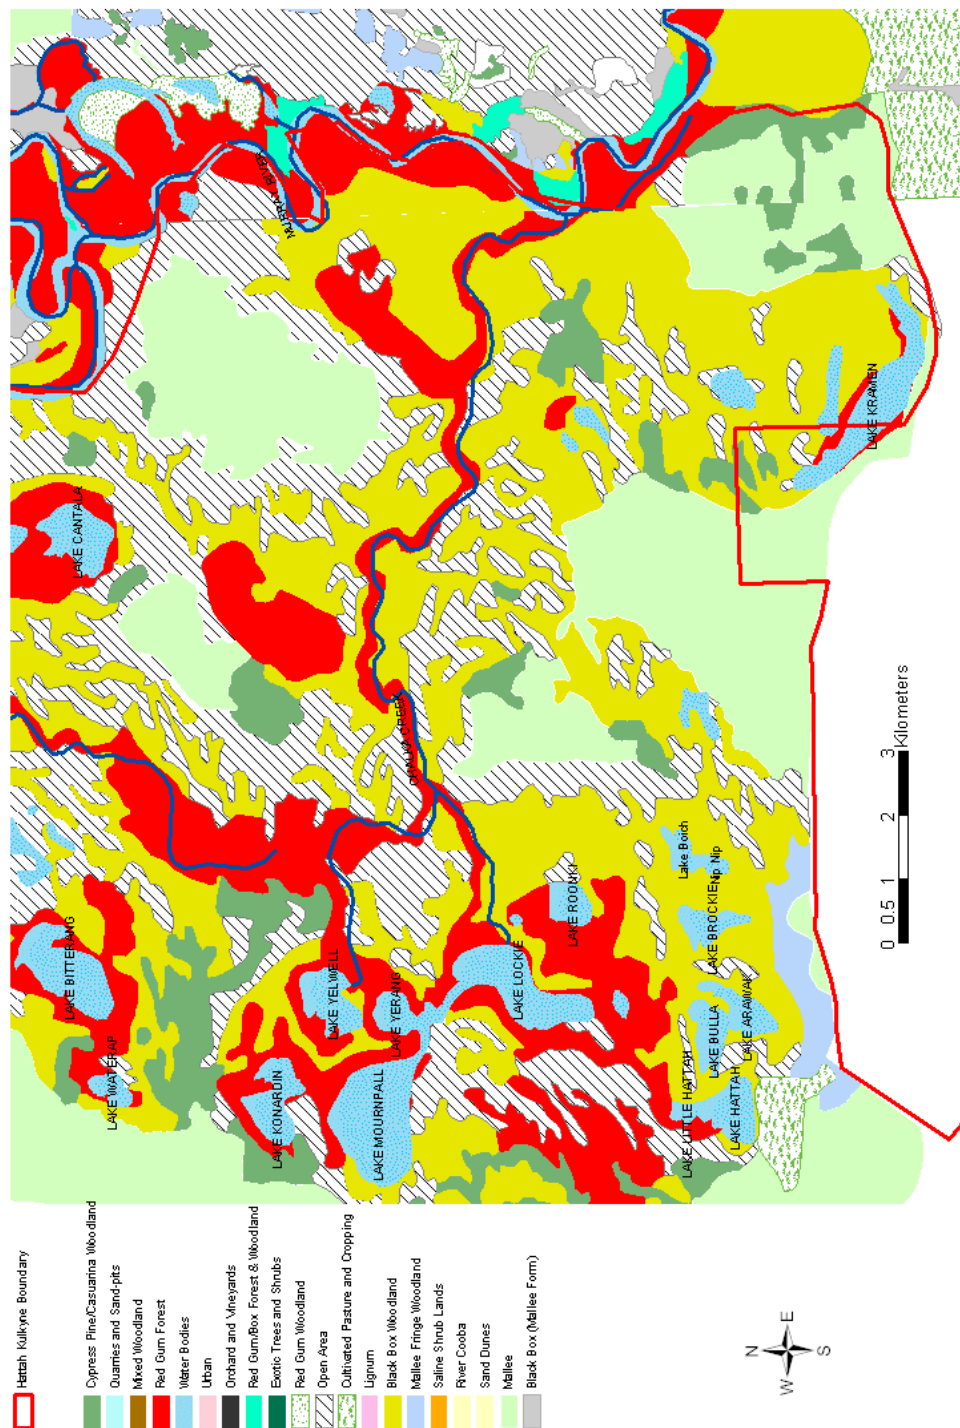 MURRAY RIVER
LAKE CANTALA
LAKE KRAMEN
CHALKA CREEK
LAKE BITTERANG
LAKE WATERAP
LAKE YELWELL
LAKE YERANG
LAKE KONARDIN
LAKE MOURNPALL
LAKE LOCKIE
LAKE ROONKI
Lake Boich
Nip Nip
LAKE BROCKIE
LAKE ARAWAK
LAKE BULLA
LAKE LITTLE HATTAH
LAKE HATTAH
0 0.5 1 2 3
Kilometers
Hattah Kulkyne Boundary
Cypress Pine/Casuarina Woodland
Quarries and Sand-pits
Mixed Woodland
Red Gum Forest
Water Bodies
Urban
Orchard and Vineyards
Red Gum/Box Forest & Woodland
Exotic Trees and Shrubs
Red Gum Woodland
Open Area
Cultivated Pasture and Cropping
Lignum
Black Box Woodland
Mallee Fringe Woodland
Saline Shrub Lands
River Cooba
Sand Dunes
Mallee
Black Box (Mallee Form)
N
W E
S